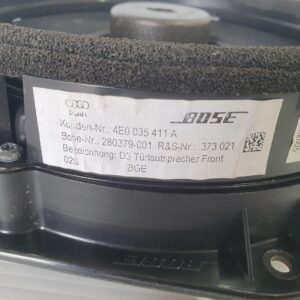 Audi BOSE
Kunden-Nr.: 4E0 035 411 A
Bose-Nr.: 280379-001 R&S-Nr.: 373 021
Bezeichnung: D3 Türlautsprecher Front
02S BGE
BOSE